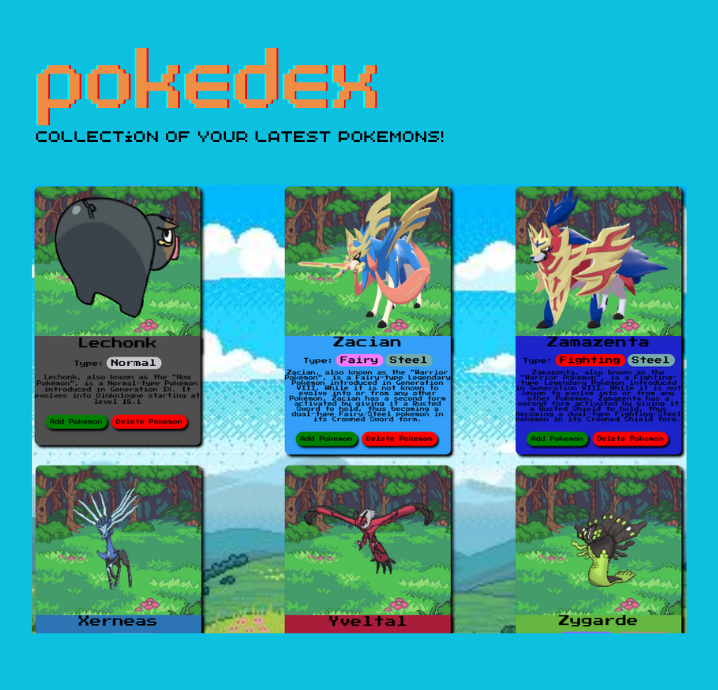 pokedex
COLLECTiON OF YOUR LATEST POKEMONS!
Lechonk
Type: Normal
Lechonk, also known as the "Hog
Pokémon", is a Normal-type Pokémon
introduced in Generation IX. It
evolves into Oinkologne starting at
level 15.1
Add Pokemon
Delete Pokemon
Zacian
Type: Fairy Steel
Zacian, also known as the "Warrior
Pokémon", is a Fairy-type Legendary
Pokémon introduced in Generation
VIII. While it is not known to
evolve into or from any other
Pokémon, Zacian has a second form
activated by giving it a Rusted
Sword to hold, thus becoming a
dual-type Fairy/Steel Pokémon in
its Crowned Sword form.
Add Pokemon
Delete Pokemon
Zamazenta
Type: Fighting Steel
Zamazenta, also known as the
"Warrior Pokémon", is a Fighting-
type Legendary Pokémon introduced
in Generation VIII. While it is not
known to evolve into or from any
other Pokémon, Zamazenta has a
second form activated by giving it
a Rusted Shield to hold, thus
becoming a dual-type Fighting/Steel
Pokémon in its Crowned Shield form.
Add Pokemon
Delete Pokemon
Xerneas
Yveltal
Zygarde